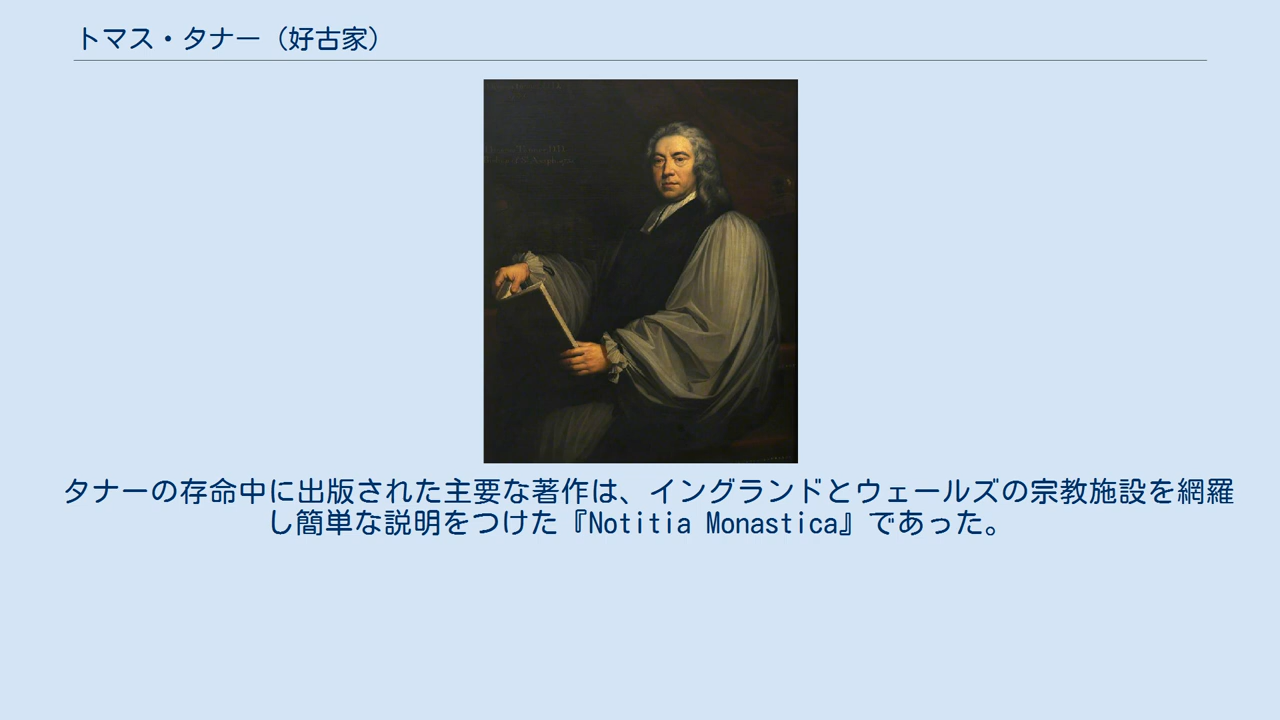 トマス・タナー（好古家）
タナーの存命中に出版された主要な著作は、イングランドとウェールズの宗教施設を網羅
し簡単な説明をつけた『Notitia Monastica』であった。